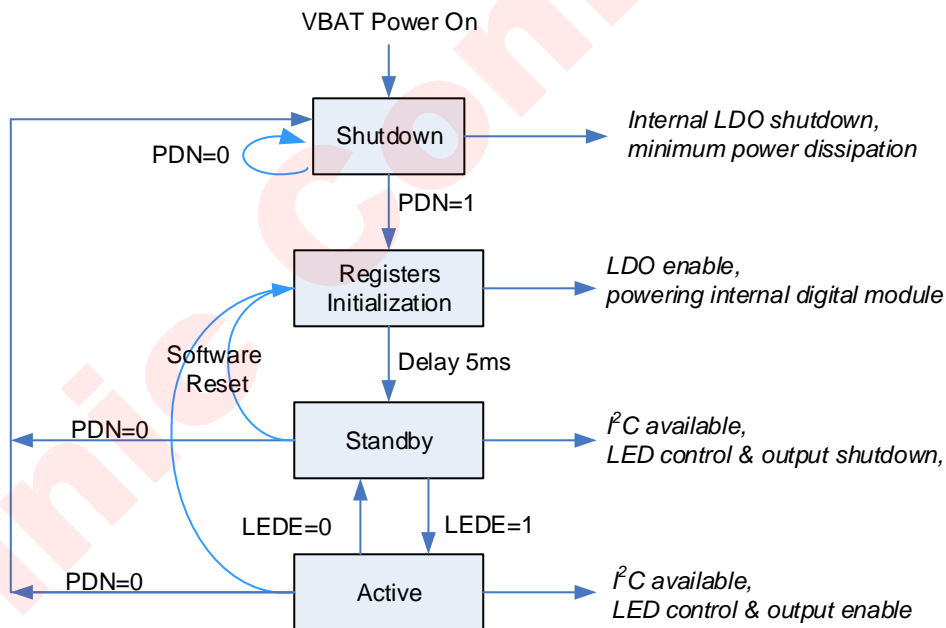 VBAT Power On
Shutdown
PDN=0
Internal LDO shutdown,
minimum power dissipation
PDN=1
Registers
Initialization
LDO enable,
powering internal digital module
Software
Reset
Delay 5ms
PDN=0
Standby
I²C available,
LED control & output shutdown,
LEDE=0
LEDE=1
PDN=0
Active
I²C available,
LED control & output enable
nic Coni